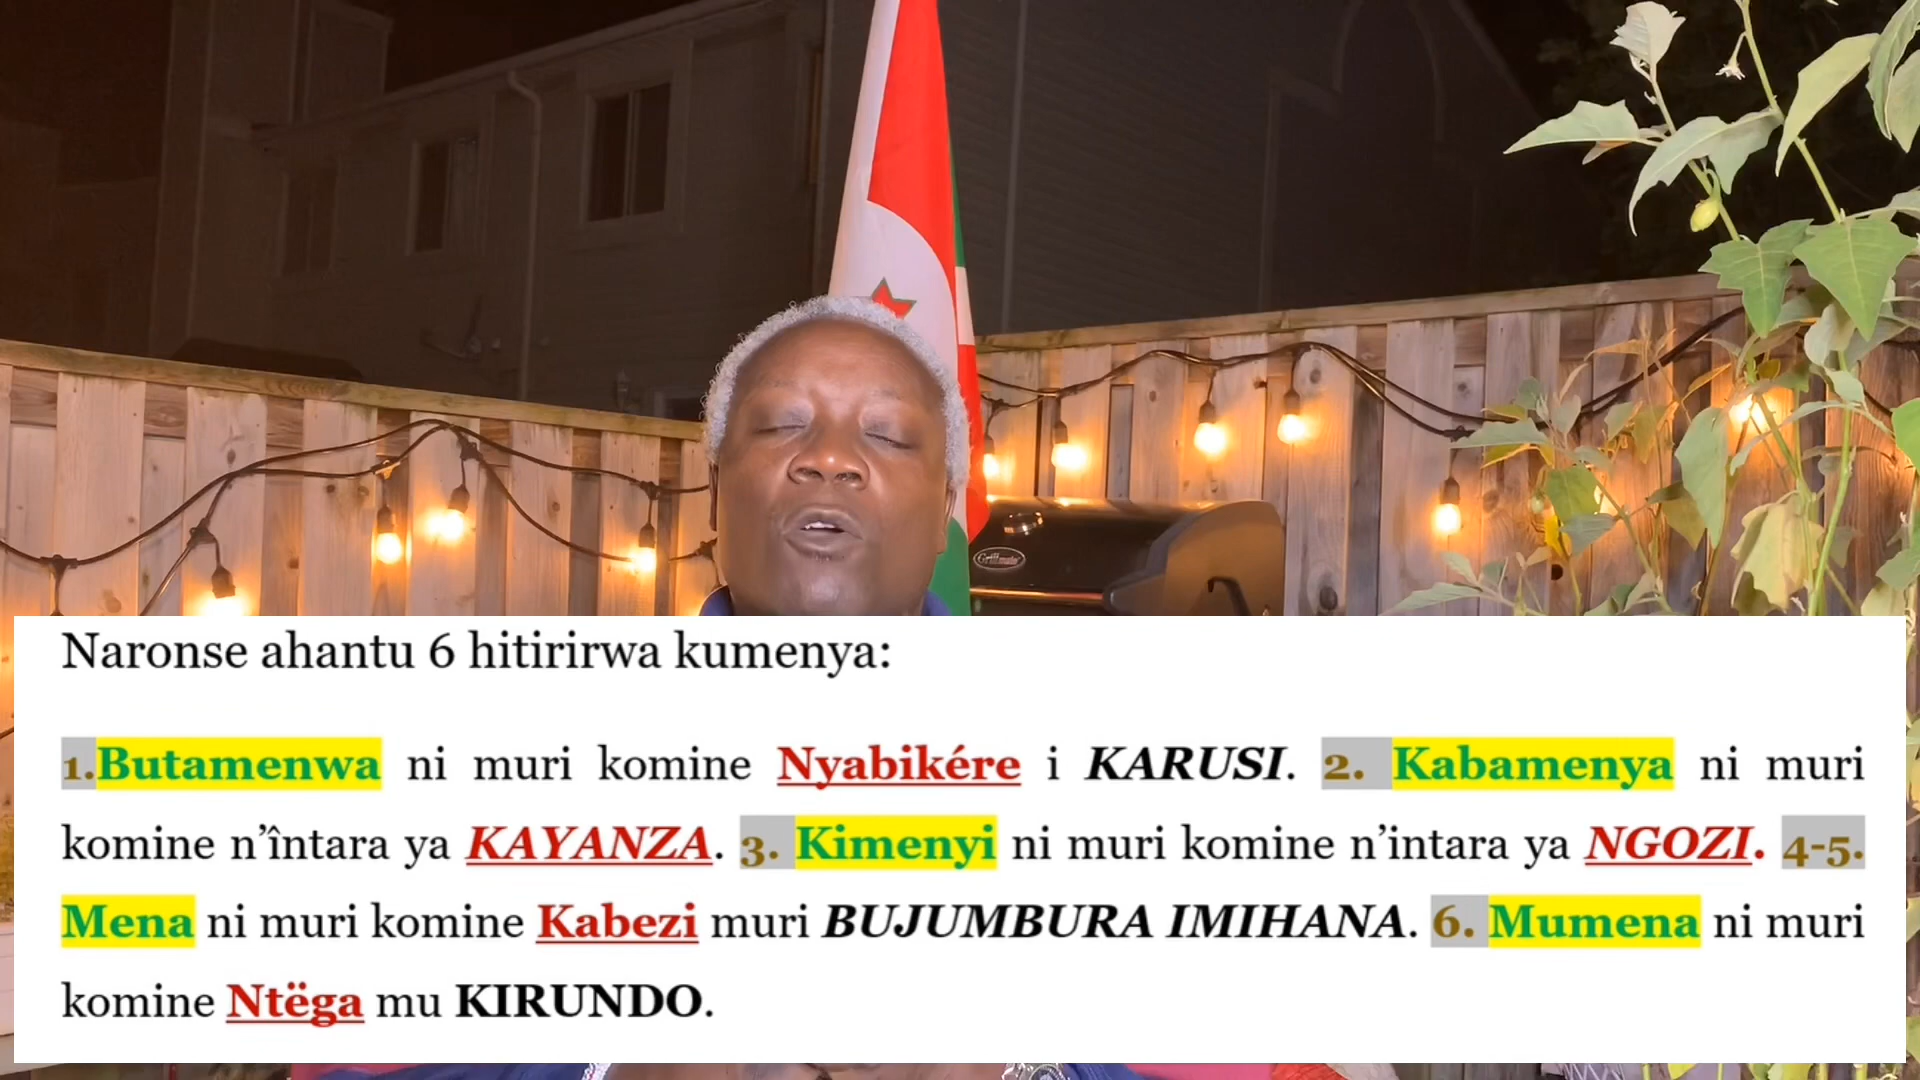 Grillmaster
Naronse ahantu 6 hitirirwa kumenya:
1.Butamenwa ni muri komine Nyabikére i KARUSI. 2. Kabamenya ni muri
komine n’întara ya KAYANZA. 3. Kimenyi ni muri komine n’intara ya NGOZI. 4-5.
Mena ni muri komine Kabezi muri BUJUMBURA IMIHANA. 6. Mumena ni muri
komine Ntëga mu KIRUNDO.